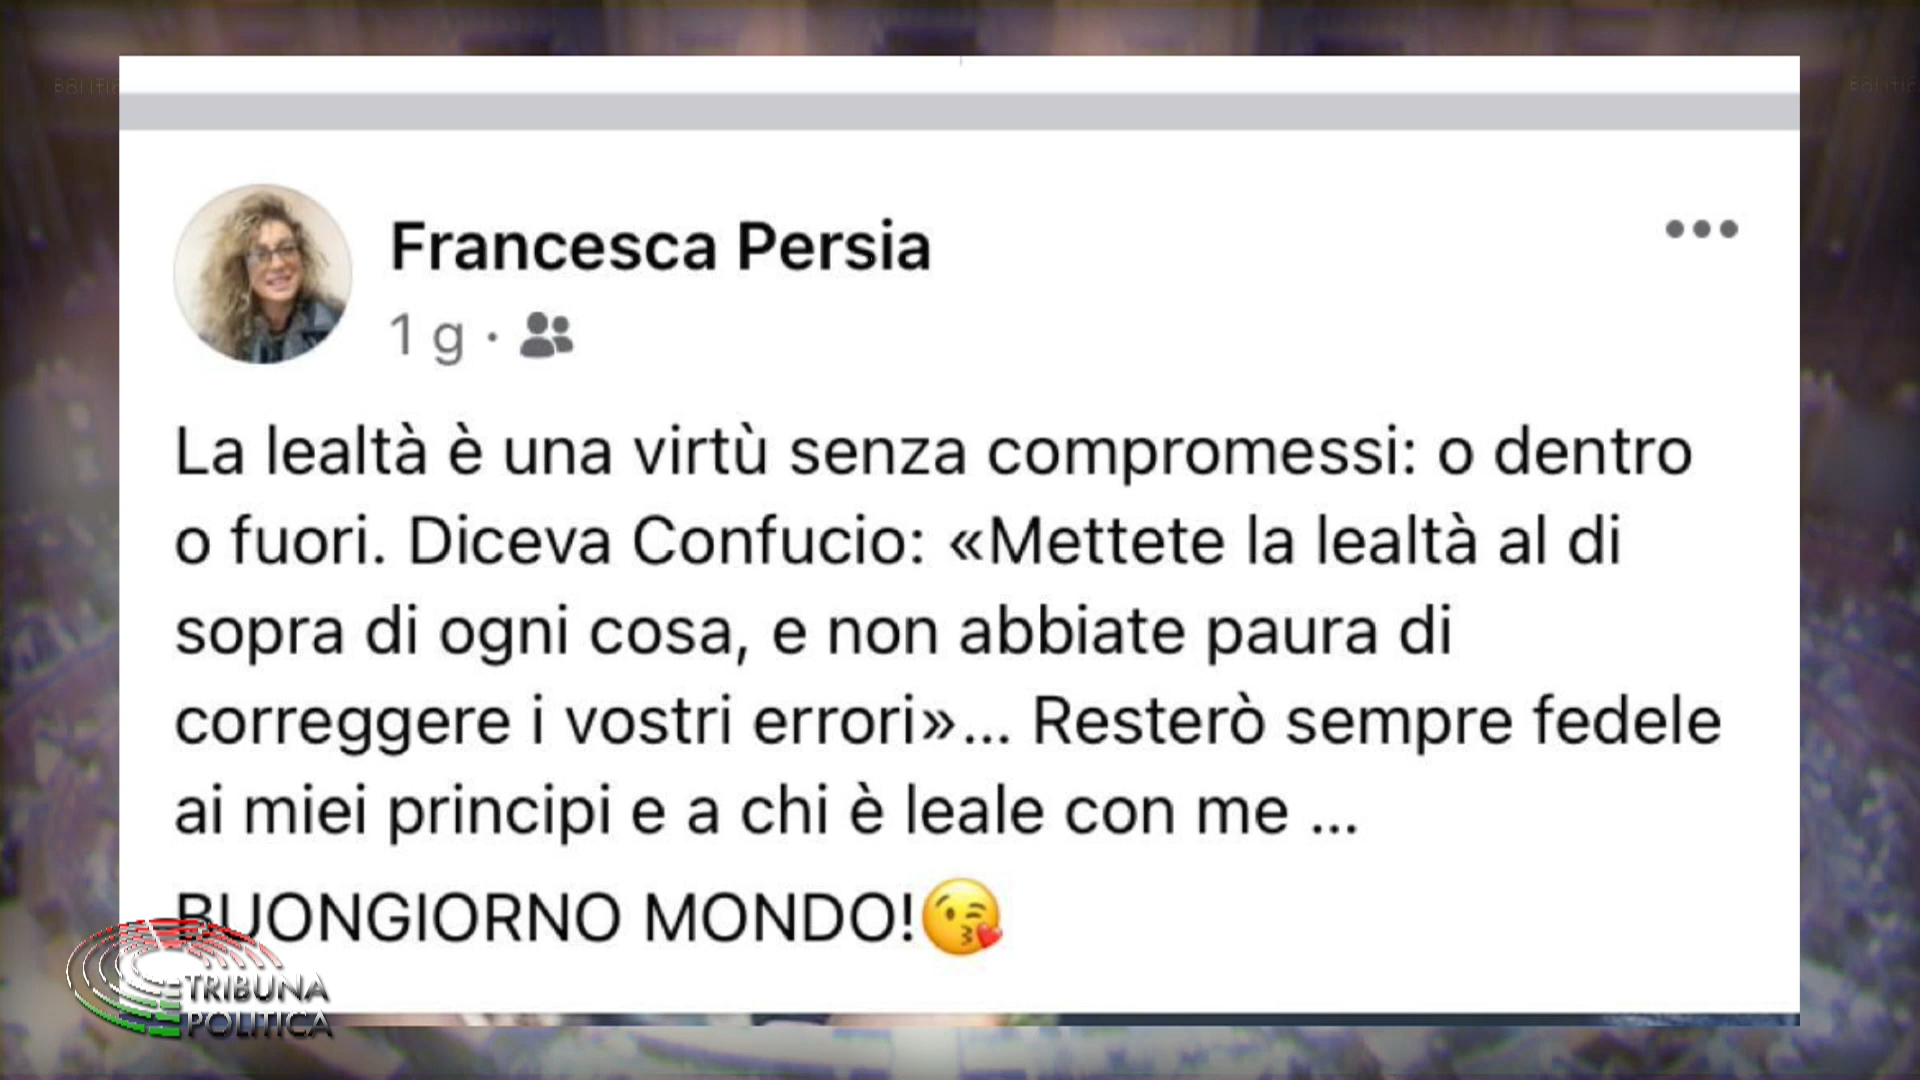 Francesca Persia
1 g ·
La lealtà è una virtù senza compromessi: o dentro
o fuori. Diceva Confucio: «Mettete la lealtà al di
sopra di ogni cosa, e non abbiate paura di
correggere i vostri errori»... Resterò sempre fedele
ai miei principi e a chi è leale con me ...
BUONGIORNO MONDO!😘
TRIBUNA
POLITICA